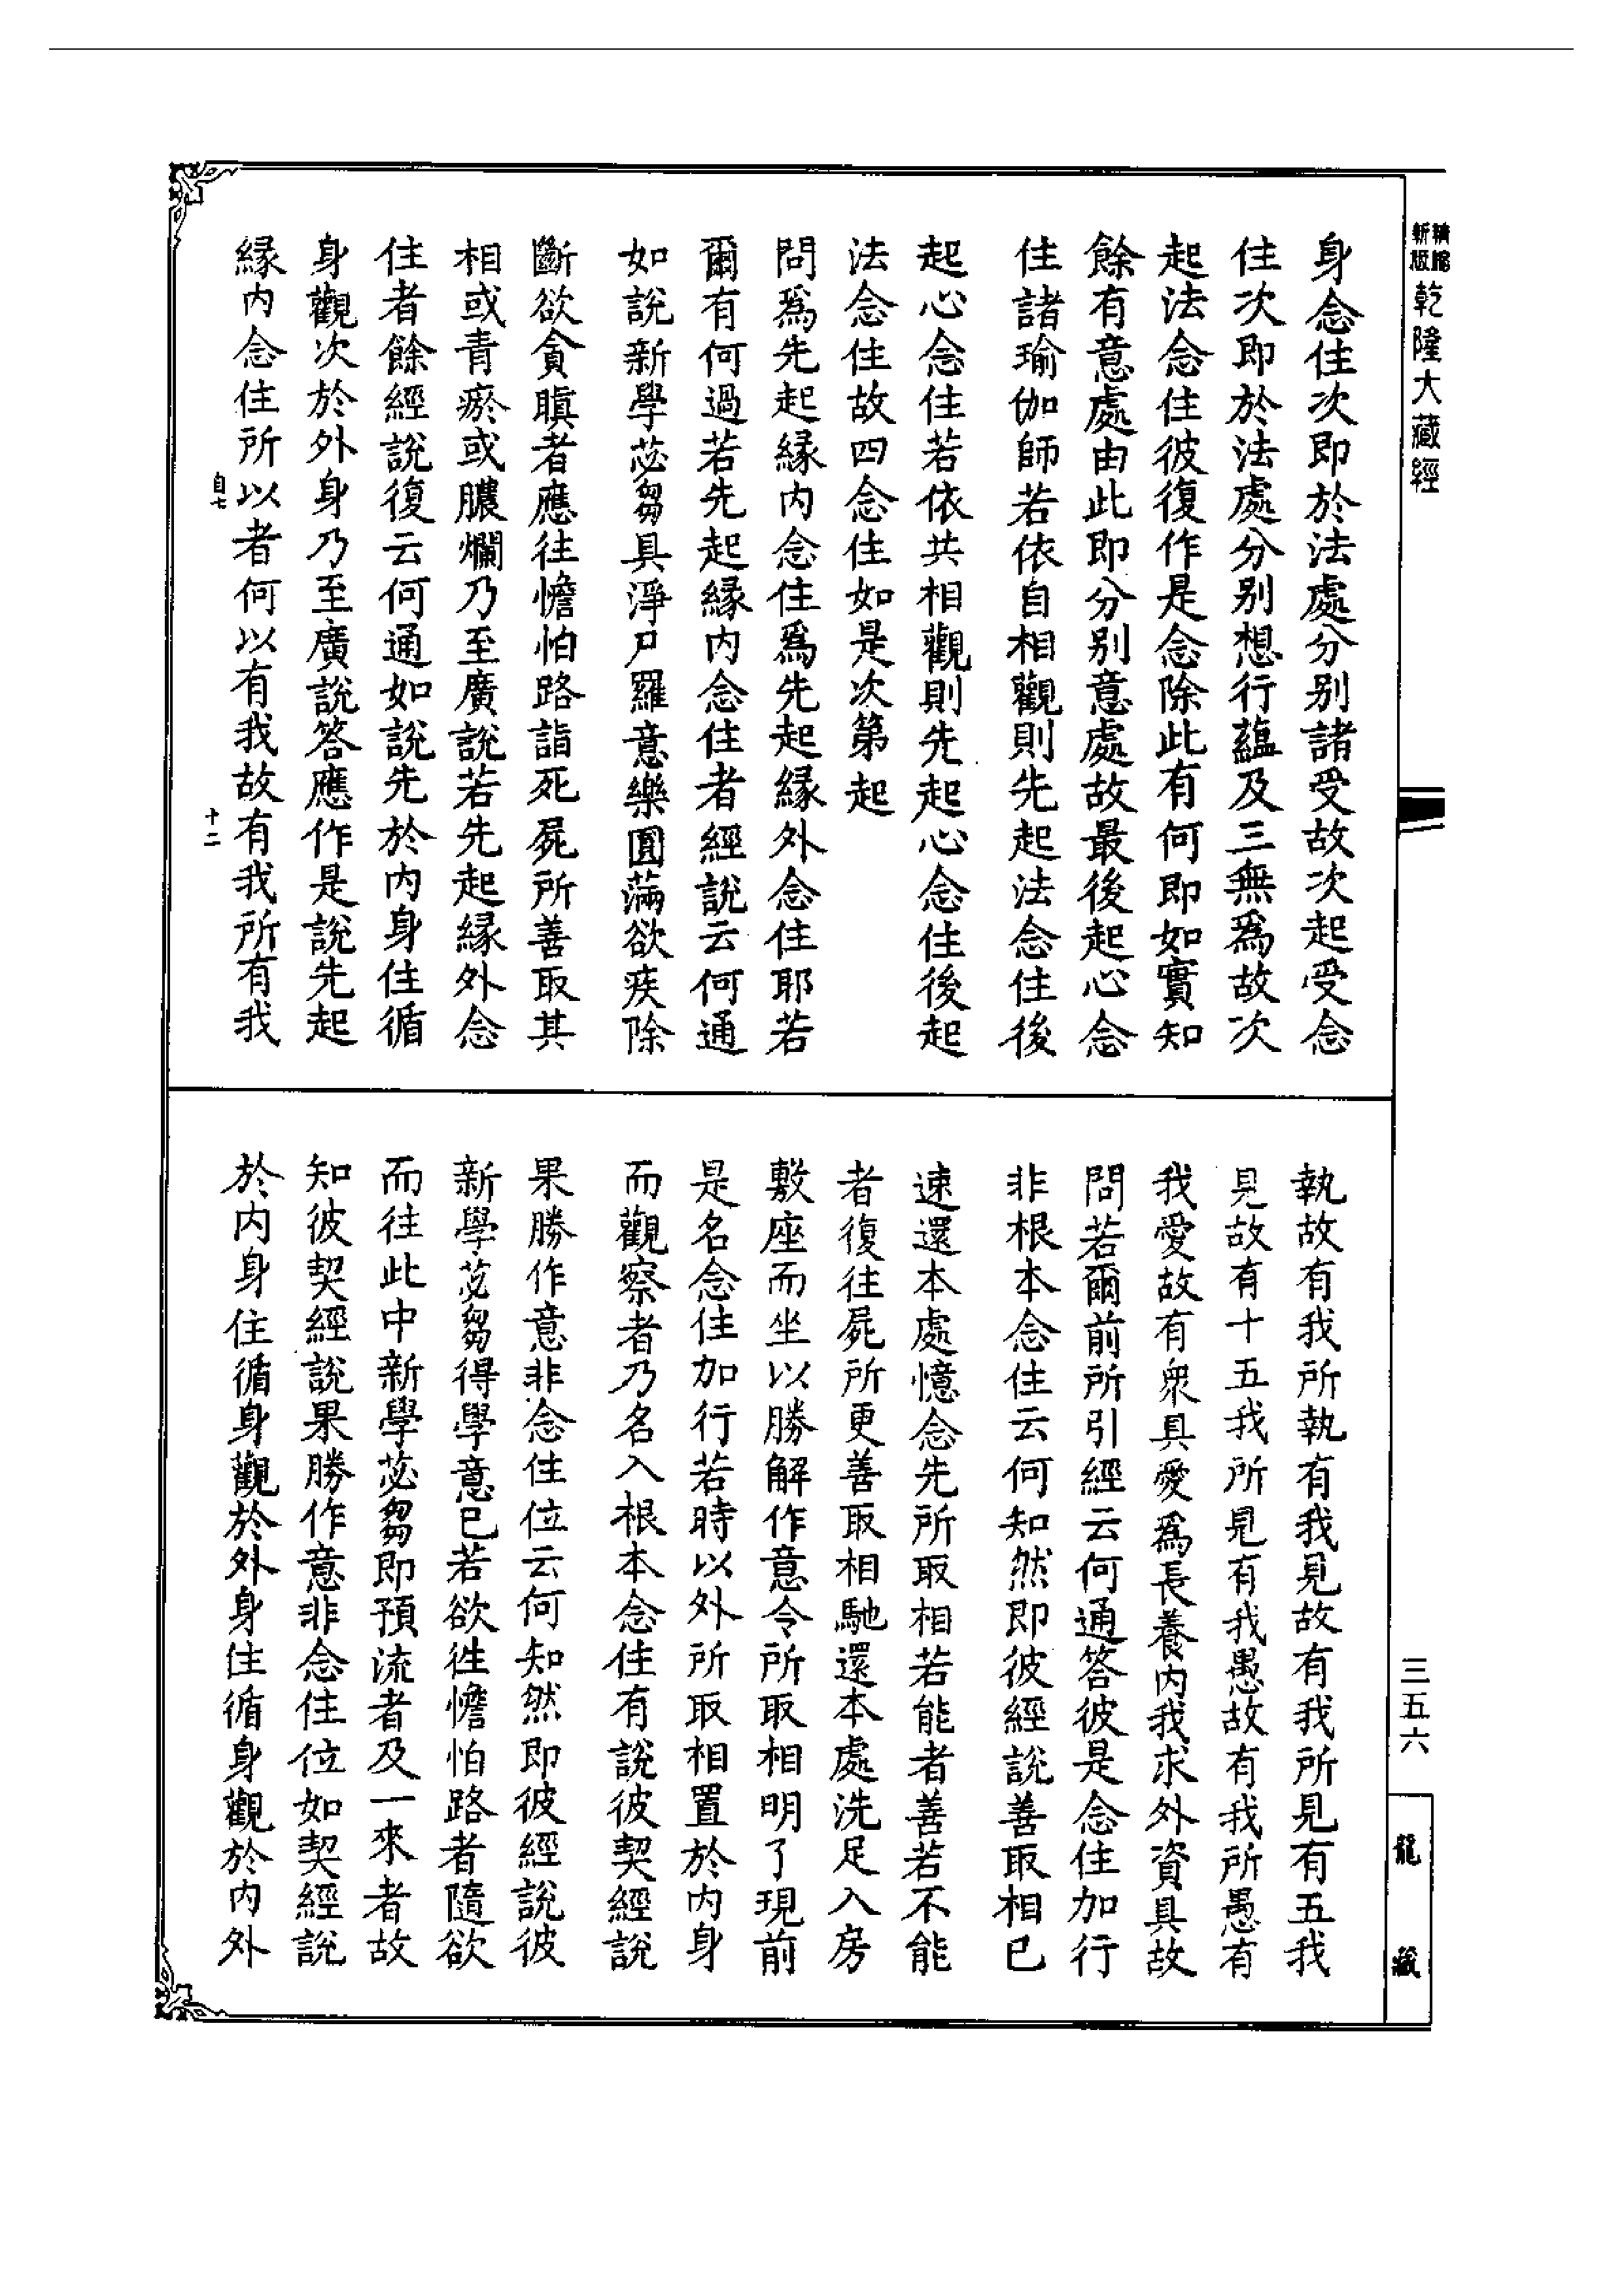 精縮新版乾隆大藏經
身念住次即於法處分别諸受故次起受念
住次即於法處分别想行蘊及三無爲故次
起法念住彼復作是念除此有何即如實知
餘有意處由此即分别意處故最後起心念
住諸瑜伽師若依自相觀則先起法念住後
起心念住若依共相觀則先起心念住後起
法念住故四念住如是次第起
問爲先起縁内念住爲先起縁外念住耶若
爾有何過若先起縁内念住者經說云何通
如說新學苾芻具淨尸羅意樂圓滿欲疾除
斷欲貪瞋者應往憺怕路詣死屍所善取其
相或青瘀或膿爛乃至廣說若先起縁外念
住者餘經說復云何通如說先於内身住循
身觀次於外身乃至廣說答應作是說先起
縁内念住所以者何以有我故有我所有我
自七
十二
執故有我所執有我見故有我所見有五我
見故有十五我所見有我愚故有我所愚有
我愛故有衆具愛爲長養内我求外資具故
問若爾前所引經云何通答彼是念住加行
非根本念住云何知然即彼經說善取相已
速還本處憶念先所取相若能者善若不能
者復往屍所更善取相馳還本處洗足入房
敷座而坐以勝解作意令所取相明了現前
是名念住加行若時以外所取相置於内身
而觀察者乃名入根本念住有說彼契經說
果勝作意非念住位云何知然即彼經說彼
新學苾芻得學意已若欲往憺怕路者隨欲
而往此中新學苾芻即預流者及一來者故
知彼契經說果勝作意非念住位如契經說
於内身住循身觀於外身住循身觀於内外
三五六
龍藏